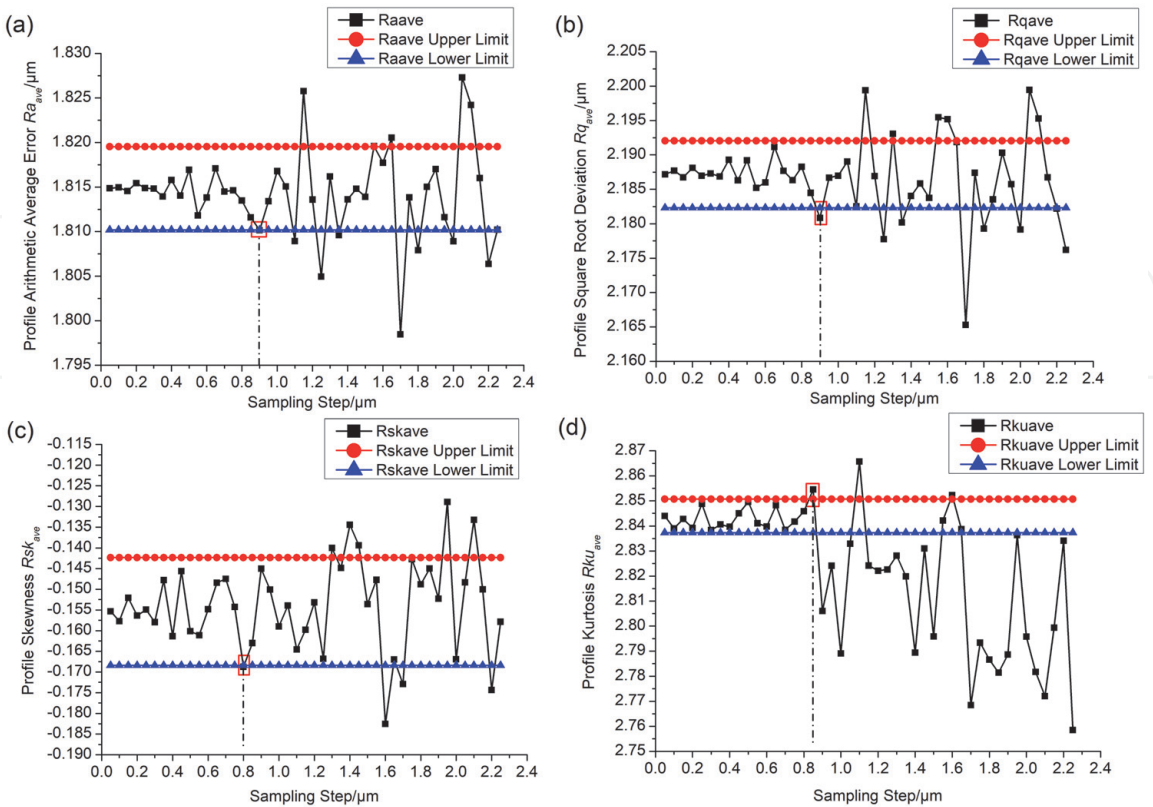 (a)
Raave
Raave Upper Limit
Raave Lower Limit
1.830
1.825
1.820
1.815
1.810
1.805
1.800
1.795
Profile Arithmetic Average Error Ra_ave/μm
0.0 0.2 0.4 0.6 0.8 1.0 1.2 1.4 1.6 1.8 2.0 2.2 2.4
Sampling Step/μm
(b)
Rqave
Rqave Upper Limit
Rqave Lower Limit
2.205
2.200
2.195
2.190
2.185
2.180
2.175
2.170
2.165
2.160
Profile Square Root Deviation Rq_ave/μm
0.0 0.2 0.4 0.6 0.8 1.0 1.2 1.4 1.6 1.8 2.0 2.2 2.4
Sampling Step/μm
(c)
Rskave
Rskave Upper Limit
Rskave Lower Limit
-0.115
-0.120
-0.125
-0.130
-0.135
-0.140
-0.145
-0.150
-0.155
-0.160
-0.165
-0.170
-0.175
-0.180
-0.185
-0.190
Profile Skewness Rsk_ave
0.0 0.2 0.4 0.6 0.8 1.0 1.2 1.4 1.6 1.8 2.0 2.2 2.4
Sampling Step/μm
(d)
Rkuave
Rkuave Upper Limit
Rkuave Lower Limit
2.87
2.86
2.85
2.84
2.83
2.82
2.81
2.80
2.79
2.78
2.77
2.76
2.75
Profile Kurtosis Rku_ave
0.0 0.2 0.4 0.6 0.8 1.0 1.2 1.4 1.6 1.8 2.0 2.2 2.4
Sampling Step/μm